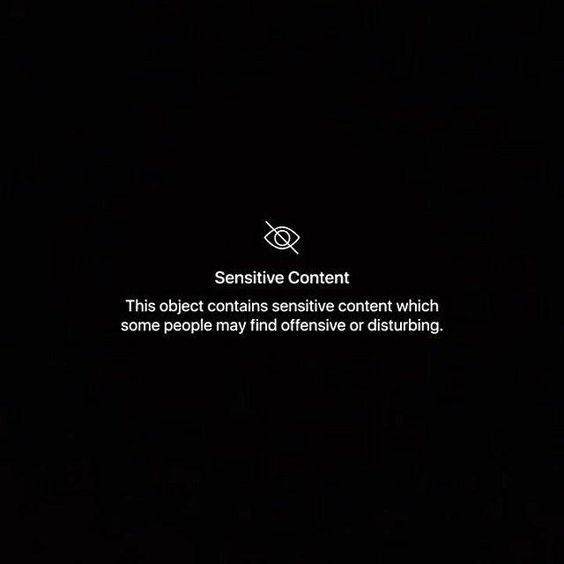 Sensitive Content
This object contains sensitive content which
some people may find offensive or disturbing.